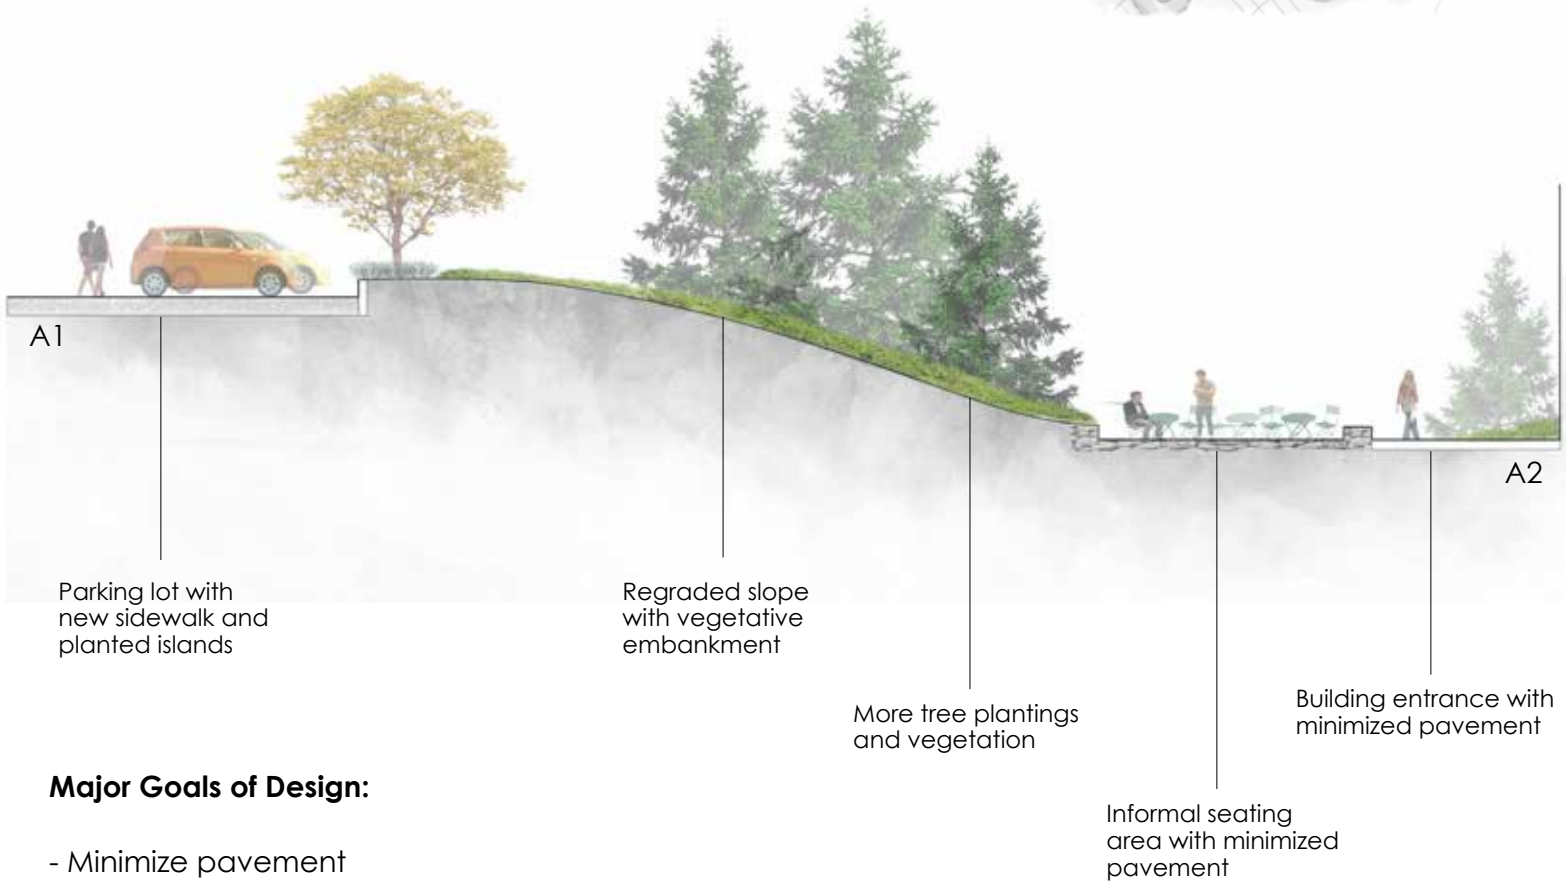 A1
A2
Parking lot with
new sidewalk and
planted islands
Regraded slope
with vegetative
embankment
More tree plantings
and vegetation
Building entrance with
minimized pavement
Informal seating
area with minimized
pavement
Major Goals of Design:
- Minimize pavement